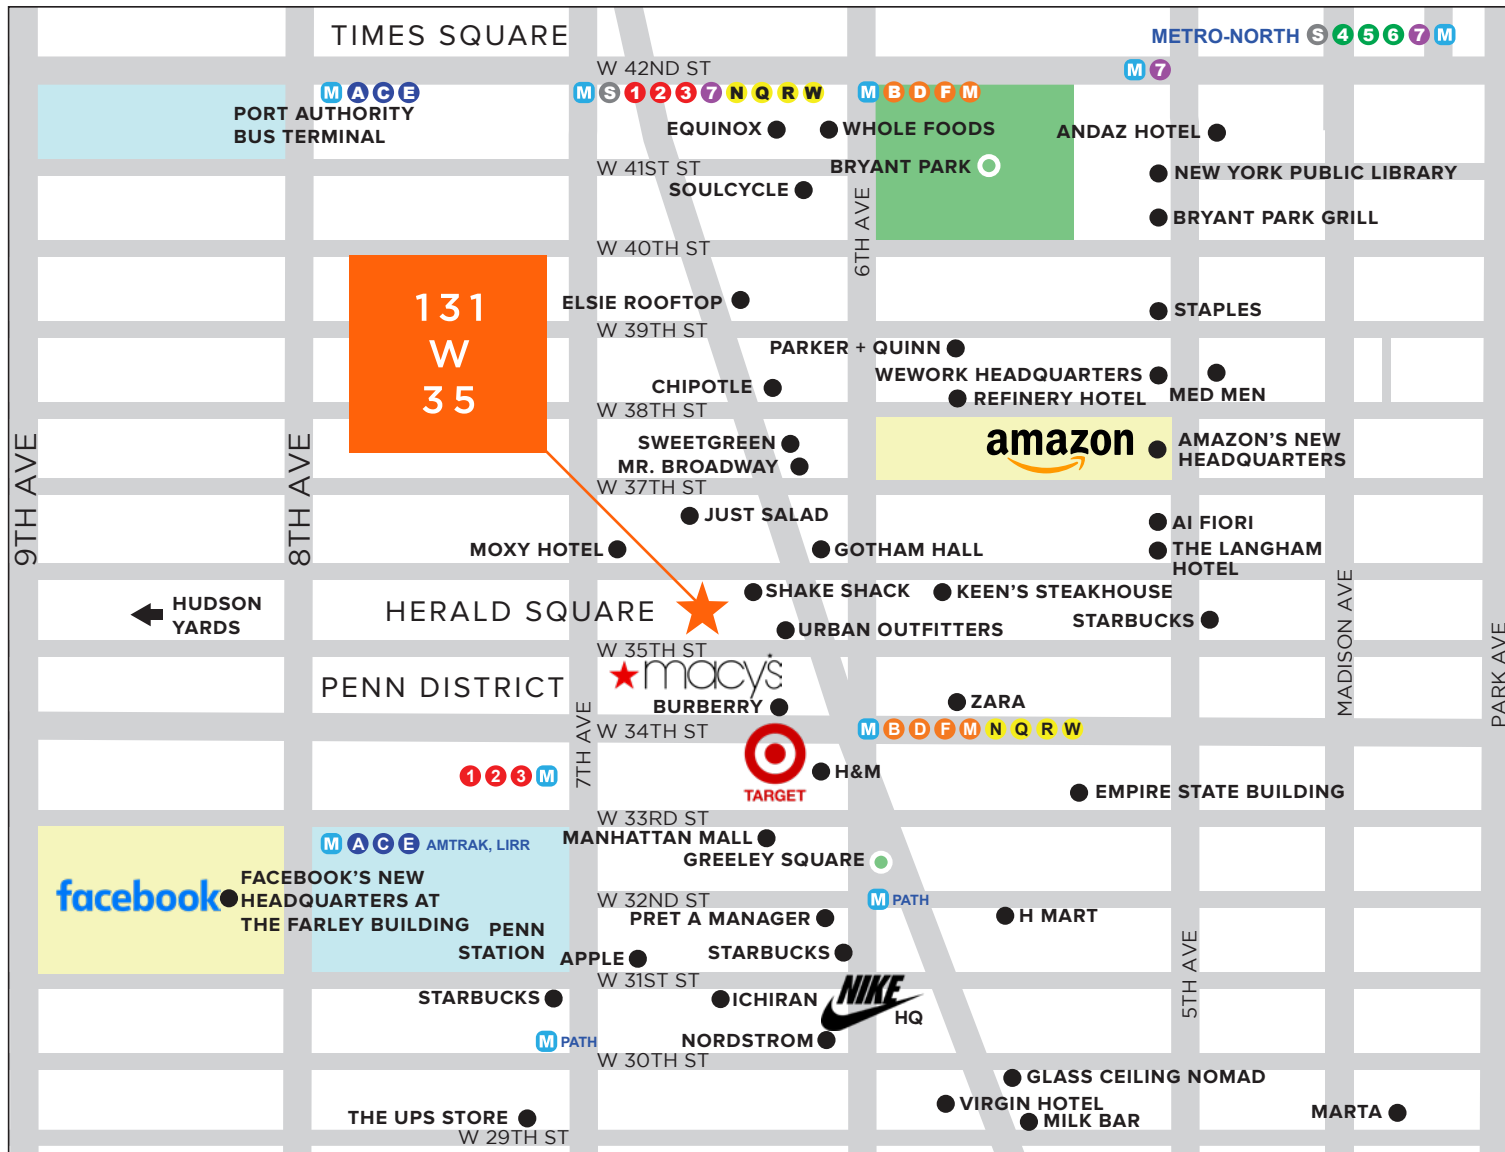 TIMES SQUARE
METRO-NORTH S 4 5 6 7 M
W 42ND ST
M 7
M A C E
M S 1 2 3 7 N Q R W
M B D F M
PORT AUTHORITY
BUS TERMINAL
EQUINOX
WHOLE FOODS
ANDAZ HOTEL
W 41ST ST
BRYANT PARK
NEW YORK PUBLIC LIBRARY
SOULCYCLE
BRYANT PARK GRILL
6TH AVE
W 40TH ST
131
W
35
ELSIE ROOFTOP
STAPLES
W 39TH ST
PARKER + QUINN
WEWORK HEADQUARTERS
CHIPOTLE
REFINERY HOTEL
MED MEN
W 38TH ST
9TH AVE
8TH AVE
SWEETGREEN
MR. BROADWAY
amazon
AMAZON'S NEW
HEADQUARTERS
W 37TH ST
JUST SALAD
AI FIORI
MOXY HOTEL
GOTHAM HALL
THE LANGHAM
HOTEL
HUDSON
YARDS
HERALD SQUARE
SHAKE SHACK
KEEN'S STEAKHOUSE
STARBUCKS
URBAN OUTFITTERS
MADISON AVE
PARK AVE
W 35TH ST
PENN DISTRICT
macy's
BURBERRY
ZARA
7TH AVE
W 34TH ST
M B D F M N Q R W
1 2 3 M
TARGET
H&M
EMPIRE STATE BUILDING
W 33RD ST
M A C E AMTRAK, LIRR
MANHATTAN MALL
GREELEY SQUARE
facebook
FACEBOOK'S NEW
HEADQUARTERS AT
THE FARLEY BUILDING
PENN
STATION
W 32ND ST
M PATH
PRET A MANAGER
H MART
APPLE
STARBUCKS
5TH AVE
W 31ST ST
STARBUCKS
ICHIRAN
NIKE
HQ
M PATH
NORDSTROM
W 30TH ST
GLASS CEILING NOMAD
VIRGIN HOTEL
MILK BAR
MARTA
THE UPS STORE
W 29TH ST